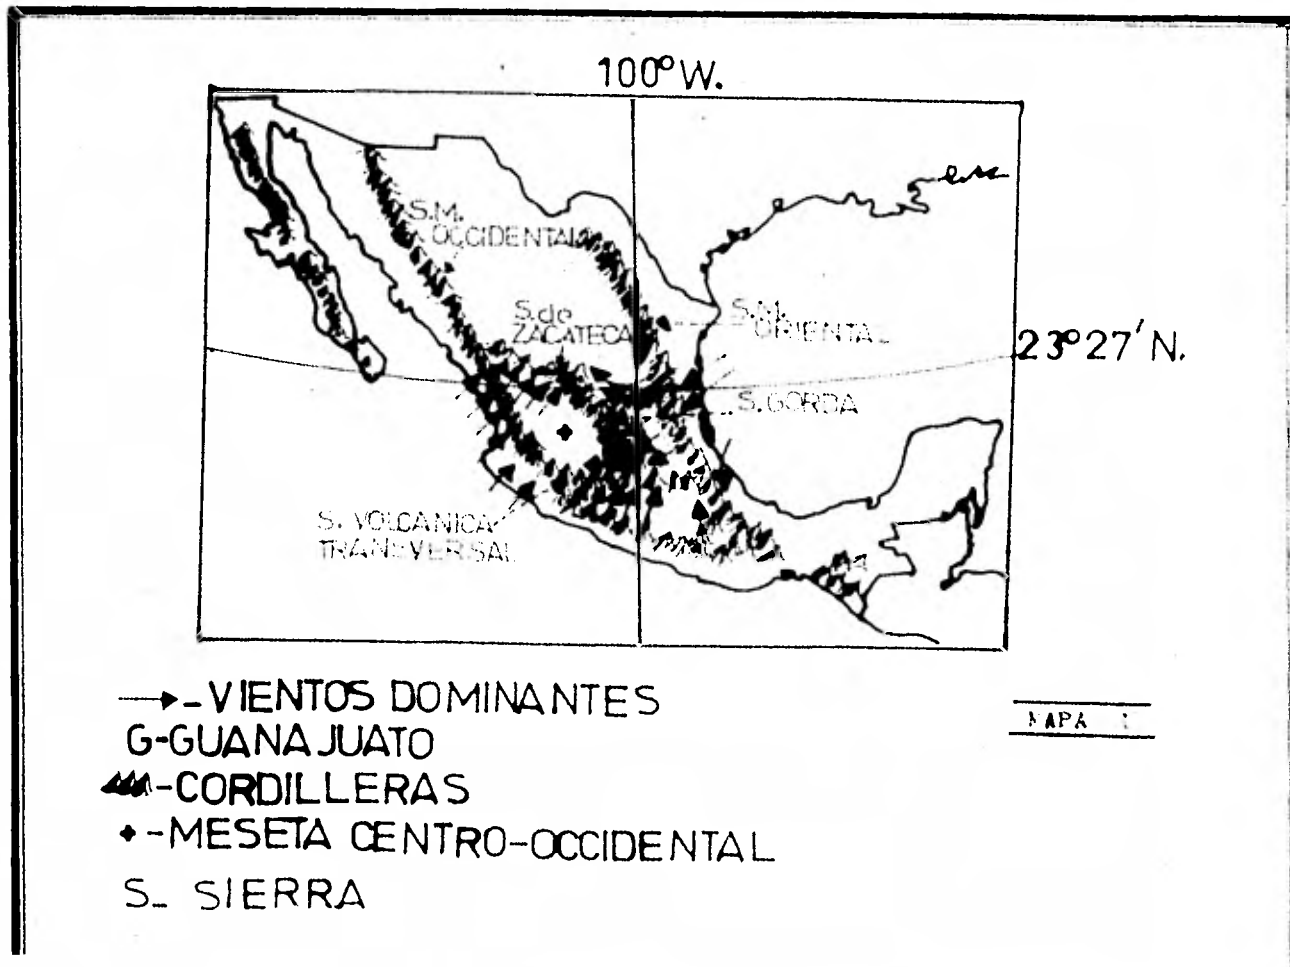 100°W.
S.M.
OCCIDENTAL
S.de
ZACATECA
S.M.
ORIENTAL
23°27'N.
S.GORDA
S. VOLCANICA
TRANSVERSAL
-VIENTOS DOMINANTES
G-GUANAJUATO
-CORDILLERAS
-MESETA CENTRO-OCCIDENTAL
S- SIERRA
MAPA